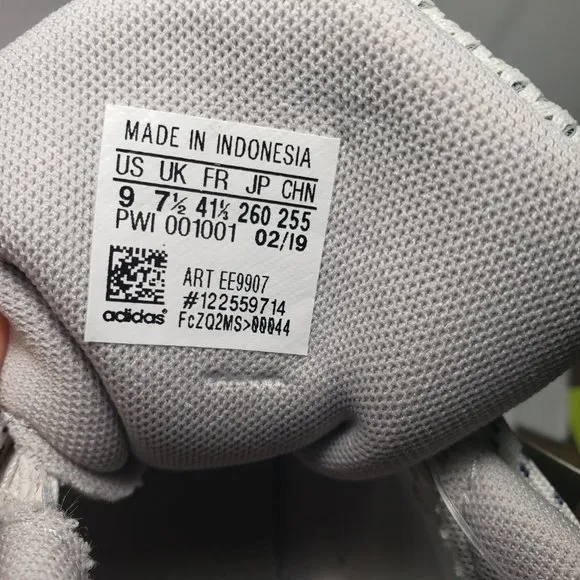 MADE IN INDONESIA
US UK FR JP CHN
9 7½ 41⅓ 260 255
PWI 001001 02/19
ART EE9907
#122559714
adidas FcZQ2MS>00044